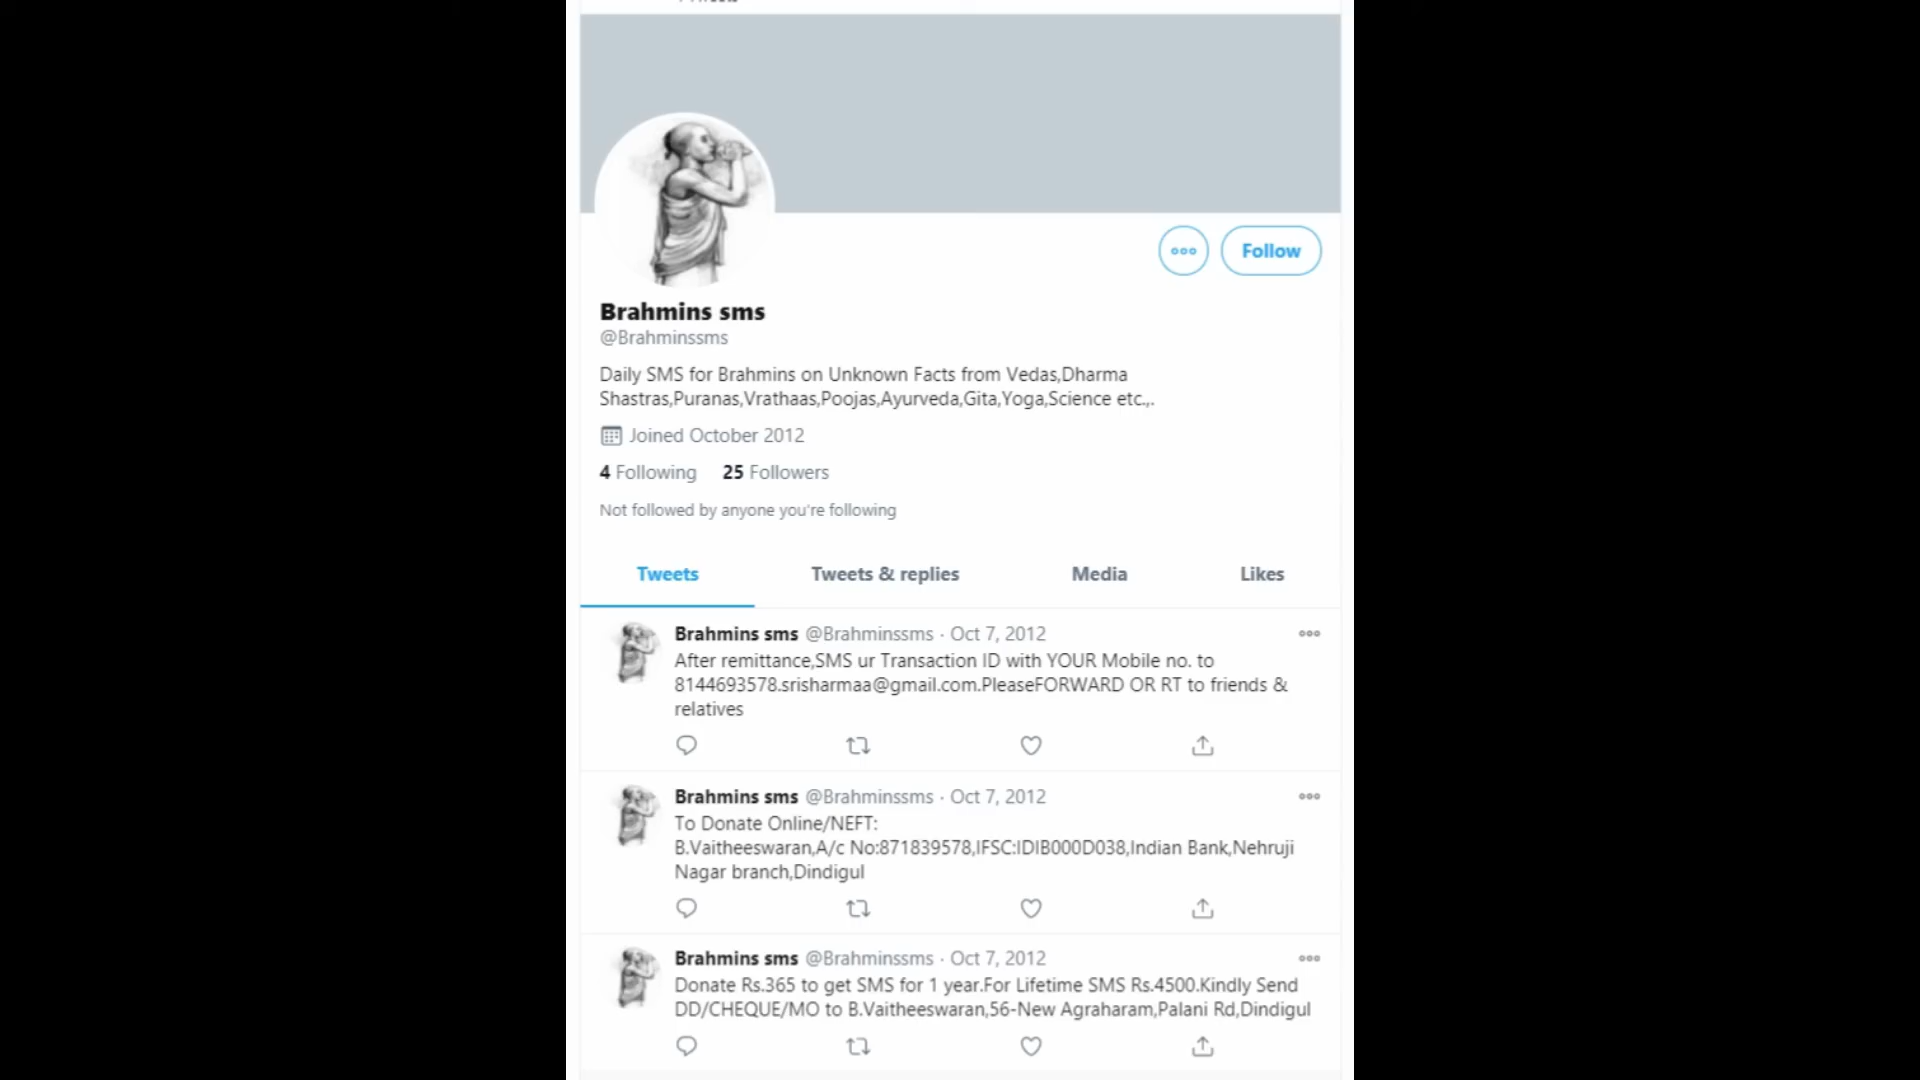 Brahmins sms
@Brahminssms
Daily SMS for Brahmins on Unknown Facts from Vedas,Dharma
Shastras,Puranas,Vrathaas,Poojas,Ayurveda,Gita,Yoga,Science etc.,.
Joined October 2012
4 Following 25 Followers
Not followed by anyone you're following
Follow
Tweets Tweets & replies Media Likes
Brahmins sms @Brahminssms · Oct 7, 2012
After remittance,SMS ur Transaction ID with YOUR Mobile no. to
8144693578.srisharmaa@gmail.com.PleaseFORWARD OR RT to friends &
relatives
Brahmins sms @Brahminssms · Oct 7, 2012
To Donate Online/NEFT:
B.Vaitheeswaran,A/c No:871839578,IFSC:IDIB000D038,Indian Bank,Nehruji
Nagar branch,Dindigul
Brahmins sms @Brahminssms · Oct 7, 2012
Donate Rs.365 to get SMS for 1 year.For Lifetime SMS Rs.4500.Kindly Send
DD/CHEQUE/MO to B.Vaitheeswaran,56-New Agraharam,Palani Rd,Dindigul